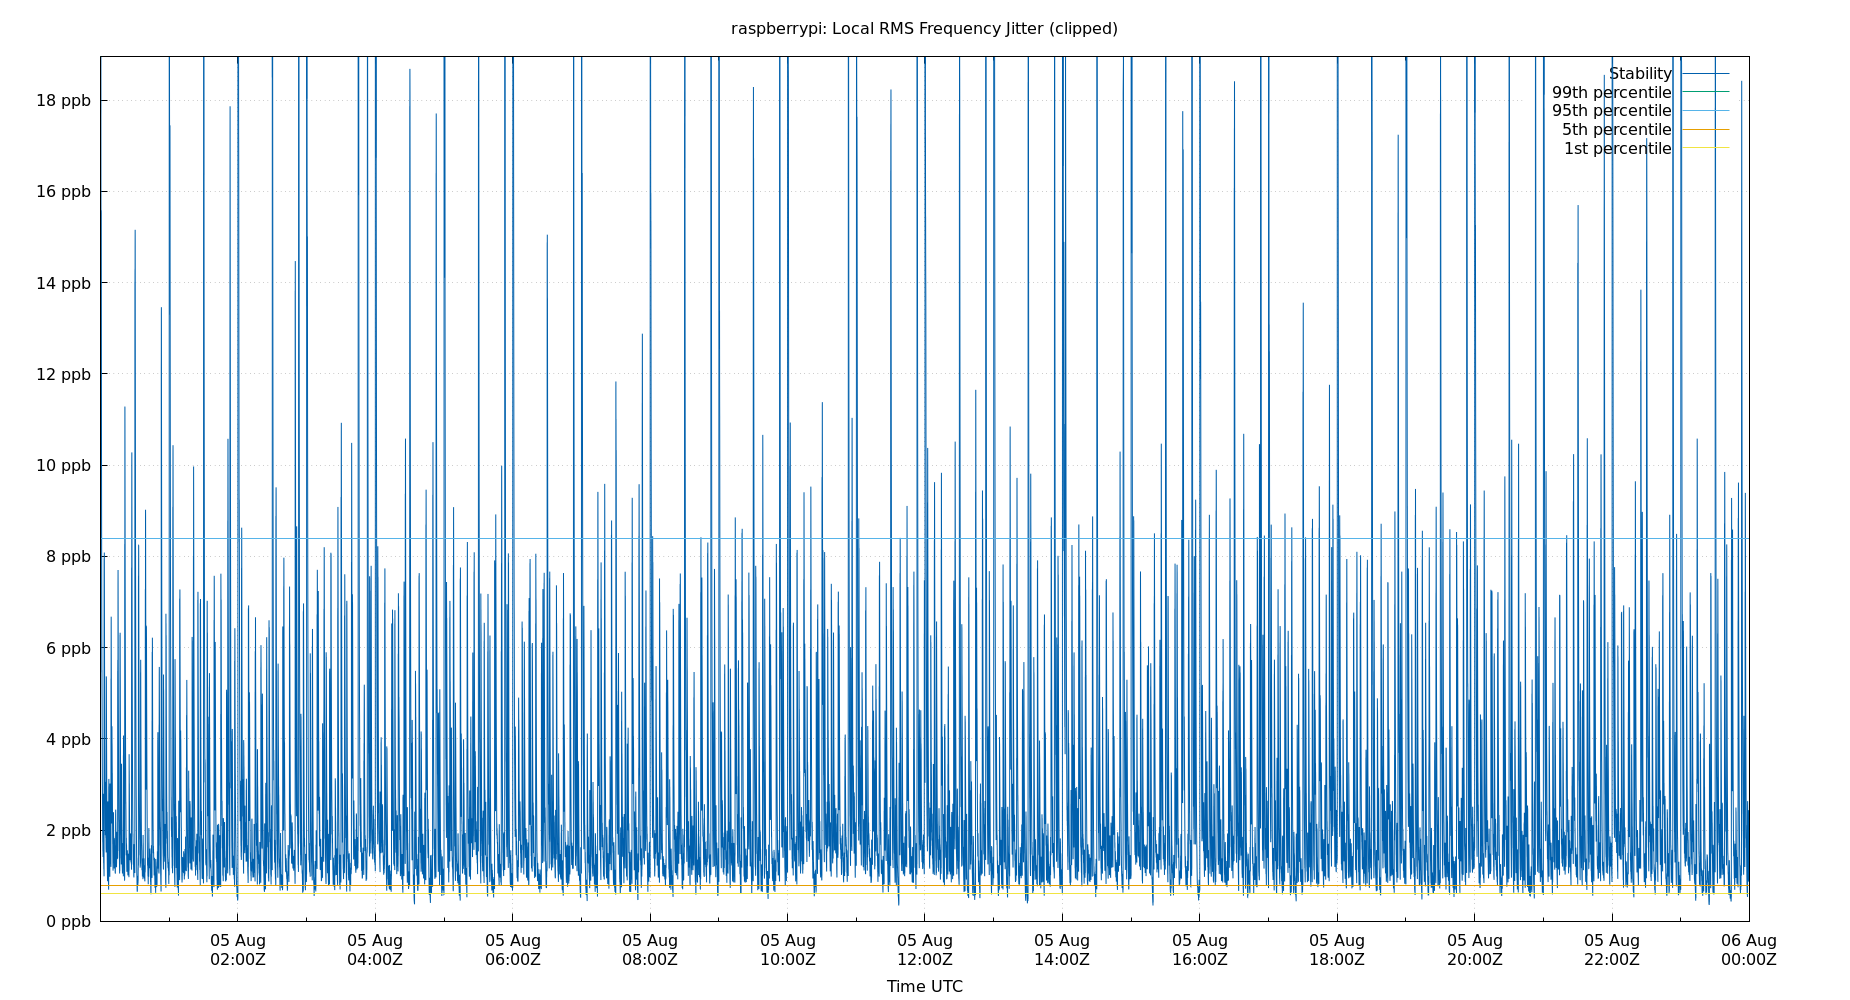 raspberrypi: Local RMS Frequency Jitter (clipped)
Stability
99th percentile
95th percentile
5th percentile
1st percentile
18 ppb
16 ppb
14 ppb
12 ppb
10 ppb
8 ppb
6 ppb
4 ppb
2 ppb
0 ppb
05 Aug 05 Aug 05 Aug 05 Aug 05 Aug 05 Aug 05 Aug 05 Aug 05 Aug 05 Aug 05 Aug 06 Aug
02:00Z 04:00Z 06:00Z 08:00Z 10:00Z 12:00Z 14:00Z 16:00Z 18:00Z 20:00Z 22:00Z 00:00Z
Time UTC